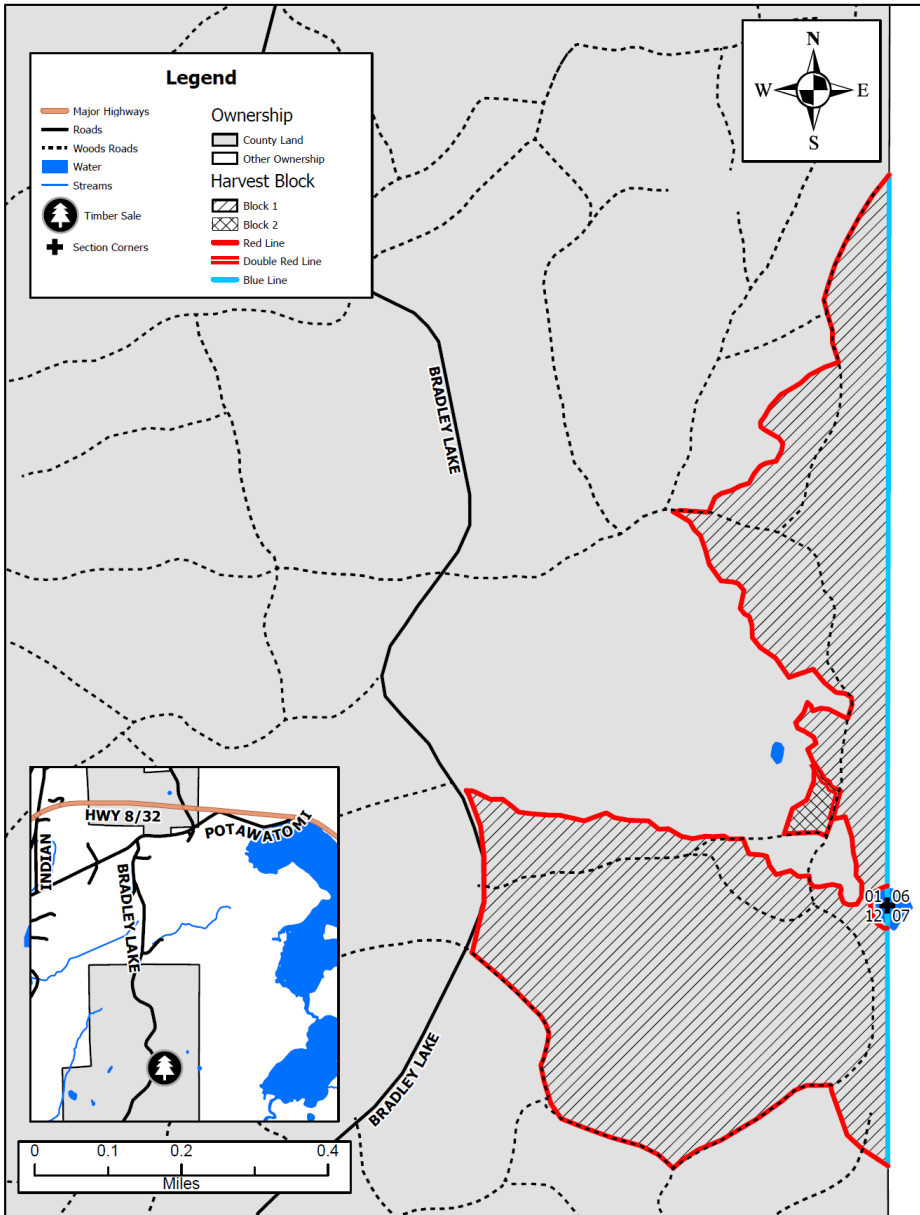 Legend
Major Highways
Roads
Woods Roads
Water
Streams
Timber Sale
Section Corners
Ownership
County Land
Other Ownership
Harvest Block
Block 1
Block 2
Red Line
Double Red Line
Blue Line
N
W E
S
BRADLEY LAKE
01 06
12 07
HWY 8/32
POTAWATOMI
INDIAN
BRADLEY LAKE
BRADLEY LAKE
0 0.1 0.2 0.4
Miles